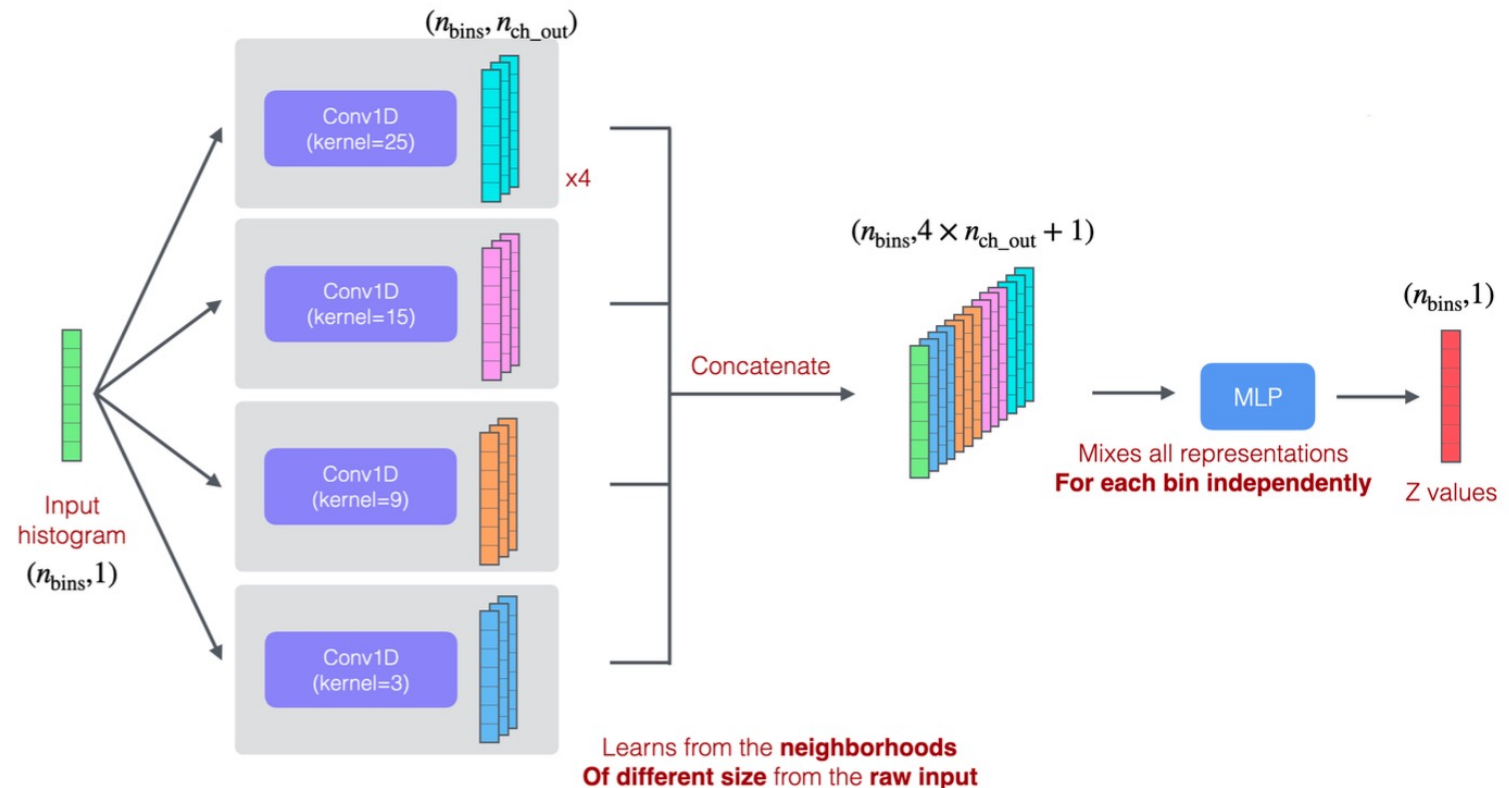 (n_bins, n_ch_out)
Conv1D
(kernel=25)
x4
Conv1D
(kernel=15)
Conv1D
(kernel=9)
Conv1D
(kernel=3)
Input
histogram
(n_bins,1)
Learns from the neighborhoods
Of different size from the raw input
Concatenate
(n_bins,4 × n_ch_out + 1)
MLP
Mixes all representations
For each bin independently
(n_bins,1)
Z values